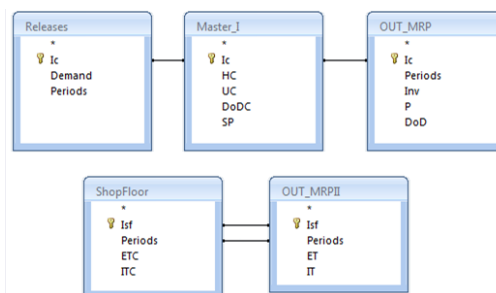 Releases
*
Ic
Demand
Periods
Master_I
*
Ic
HC
UC
DoDC
SP
OUT_MRP
*
Ic
Periods
Inv
P
DoD
ShopFloor
*
Isf
Periods
ETC
ITC
OUT_MRPII
*
Isf
Periods
ET
IT